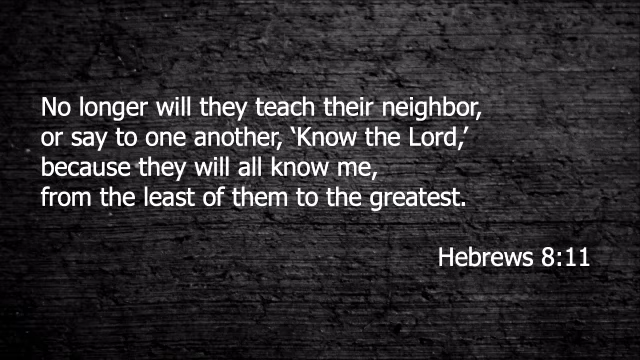 No longer will they teach their neighbor,
or say to one another, ‘Know the Lord,’
because they will all know me,
from the least of them to the greatest.
Hebrews 8:11